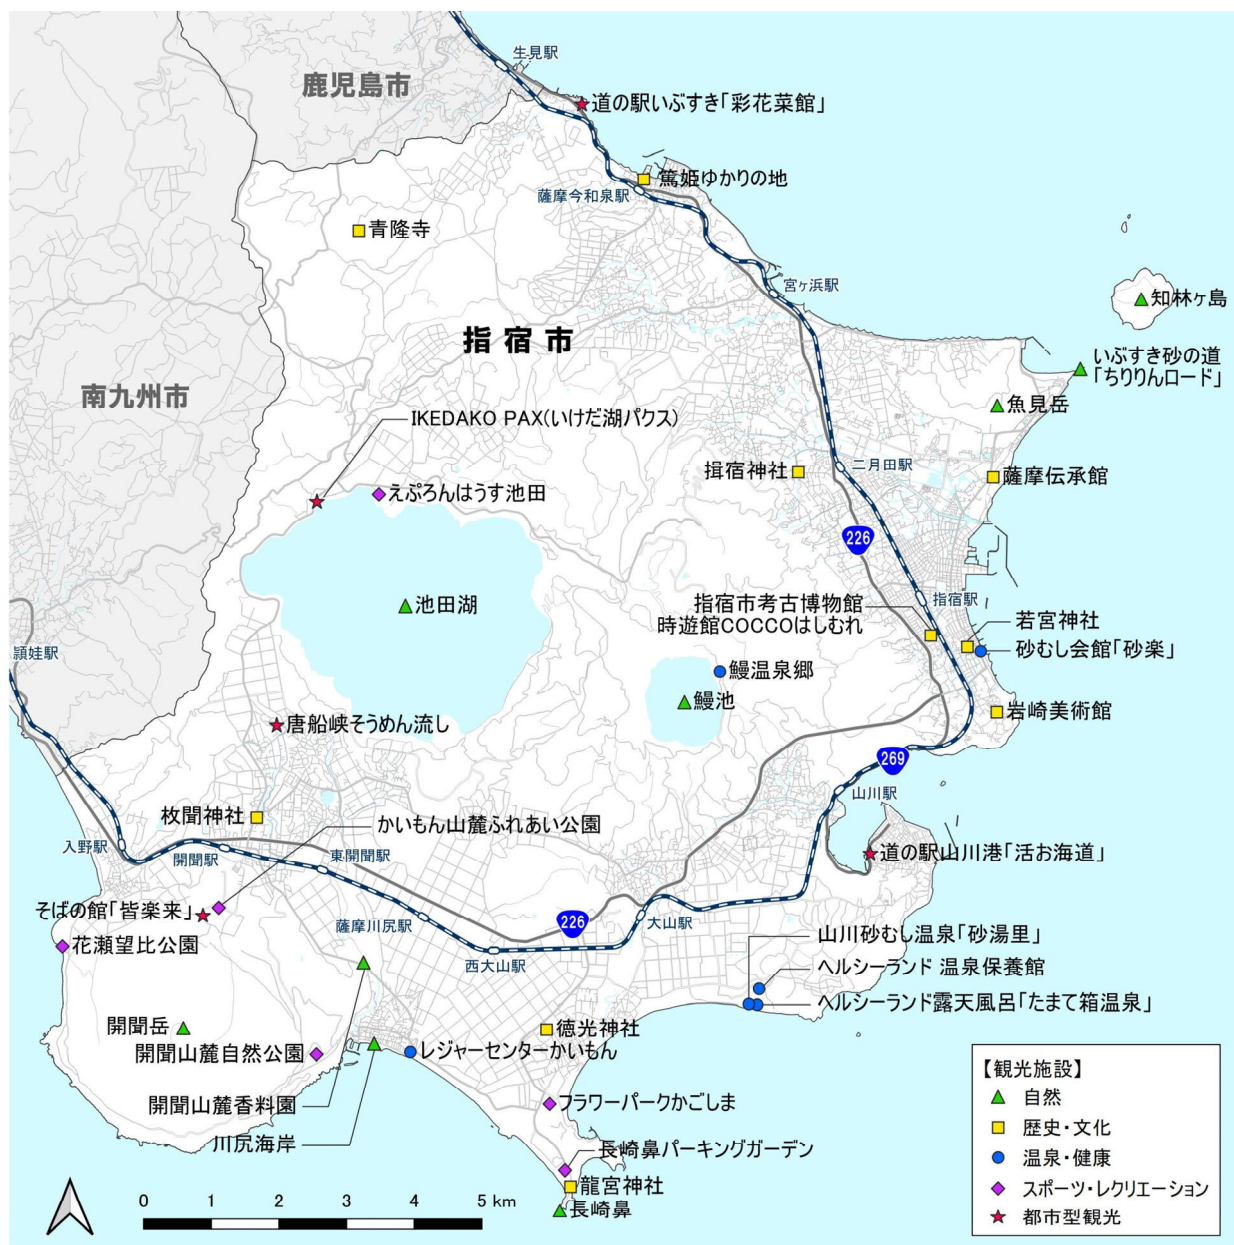 生見駅
鹿児島市
道の駅いぶすき「彩花菜館」
篤姫ゆかりの地
薩摩今和泉駅
青隆寺
宮ヶ浜駅
知林ヶ島
指宿市
いぶすき砂の道
「ちりりんロード」
南九州市
魚見岳
IKEDAKO PAX(いけだ湖パクス)
二月田駅
揖宿神社
薩摩伝承館
えぷろんはうす池田
226
指宿駅
指宿市考古博物館
時遊館COCCOはしむれ
池田湖
若宮神社
砂むし会館「砂楽」
頴娃駅
鰻温泉郷
鰻池
岩崎美術館
唐船峡そうめん流し
269
山川駅
枚聞神社
かいもん山麓ふれあい公園
入野駅
開聞駅
東開聞駅
道の駅山川港「活お海道」
そばの館「皆楽来」
薩摩川尻駅
226
大山駅
花瀬望比公園
山川砂むし温泉「砂湯里」
西大山駅
ヘルシーランド 温泉保養館
ヘルシーランド露天風呂「たまて箱温泉」
開聞岳
徳光神社
開聞山麓自然公園
レジャーセンターかいもん
開聞山麓香料園
フラワーパークかごしま
川尻海岸
長崎鼻パーキングガーデン
龍宮神社
長崎鼻
0 1 2 3 4 5 km
【観光施設】
自然
歴史・文化
温泉・健康
スポーツ・レクリエーション
都市型観光